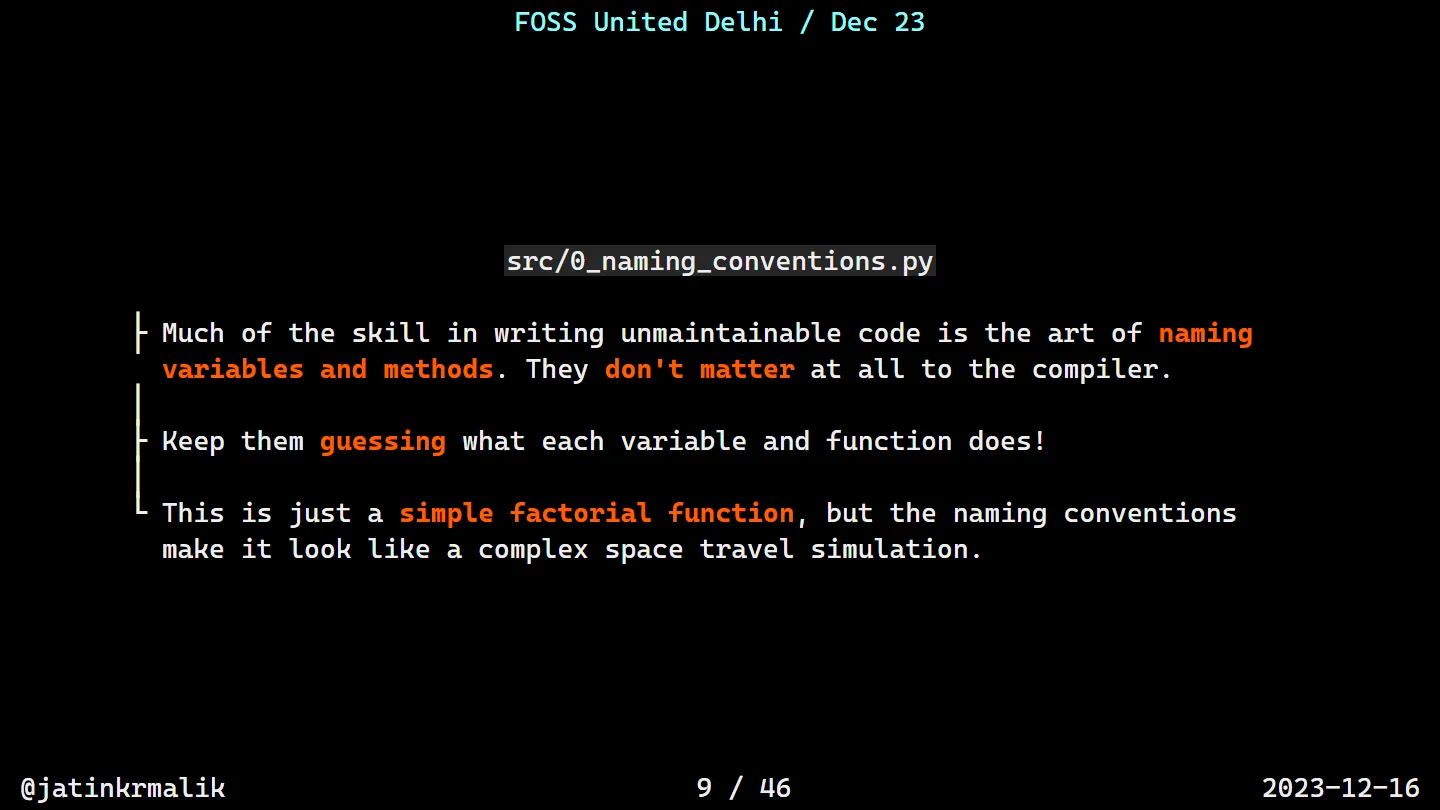 FOSS United Delhi / Dec 23
src/0_naming_conventions.py
├ Much of the skill in writing unmaintainable code is the art of naming
variables and methods. They don't matter at all to the compiler.
│
├ Keep them guessing what each variable and function does!
│
└ This is just a simple factorial function, but the naming conventions
make it look like a complex space travel simulation.
@jatinkrmalik 9 / 46 2023-12-16